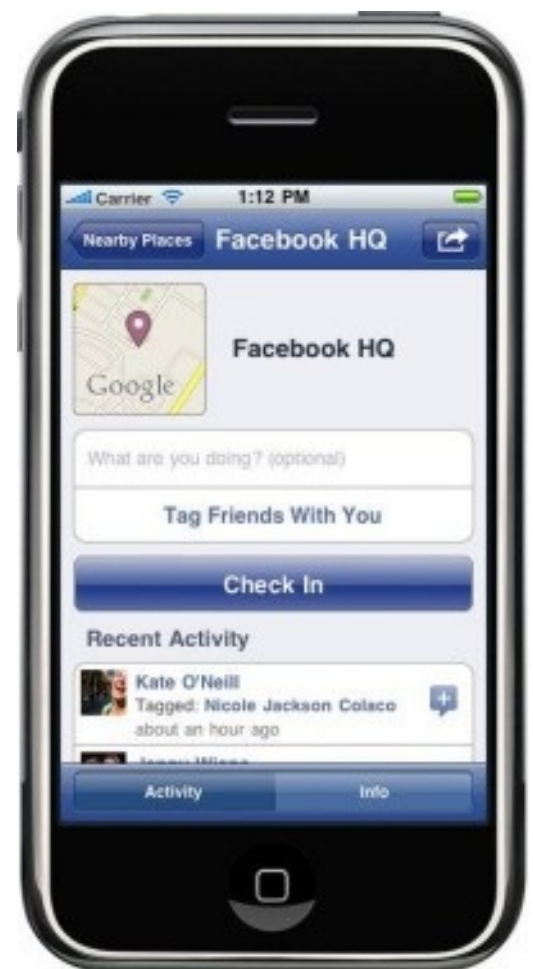 Carrier 1:12 PM
Nearby Places Facebook HQ
Google
Facebook HQ
What are you doing? (optional)
Tag Friends With You
Check In
Recent Activity
Kate O'Neill
Tagged: Nicole Jackson Colaco
about an hour ago
Activity Info